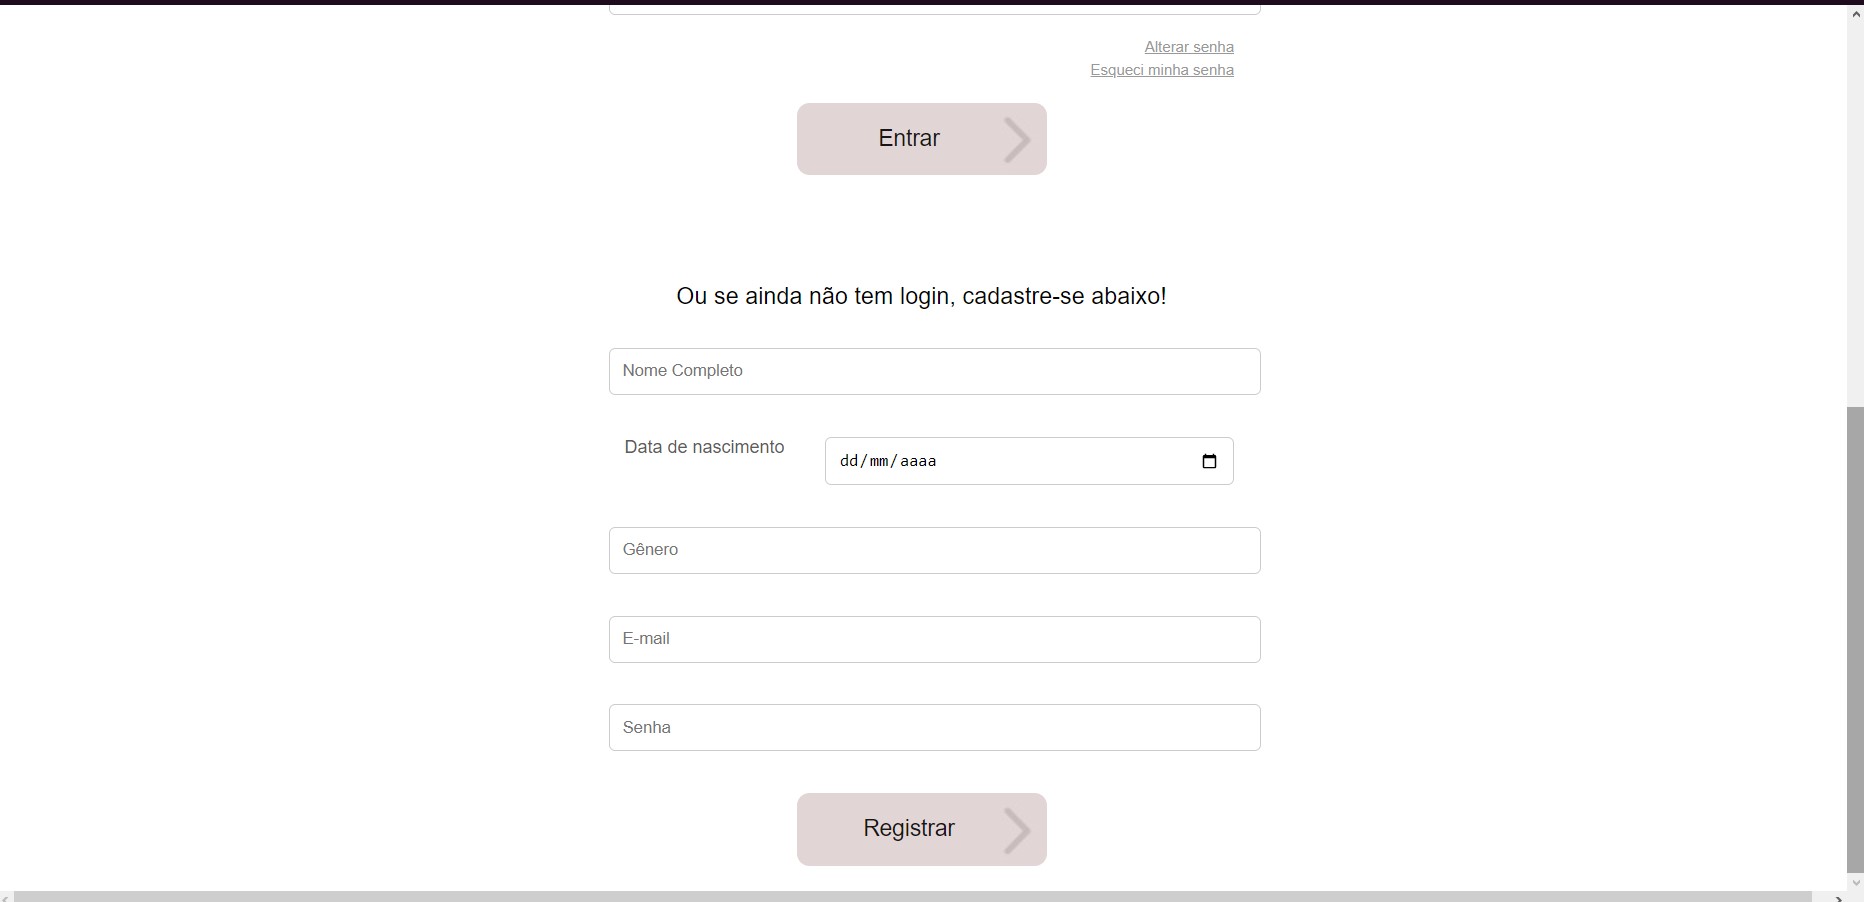 Alterar senha
Esqueci minha senha
Entrar
Ou se ainda não tem login, cadastre-se abaixo!
Nome Completo
Data de nascimento
dd/mm/aaaa
Gênero
E-mail
Senha
Registrar